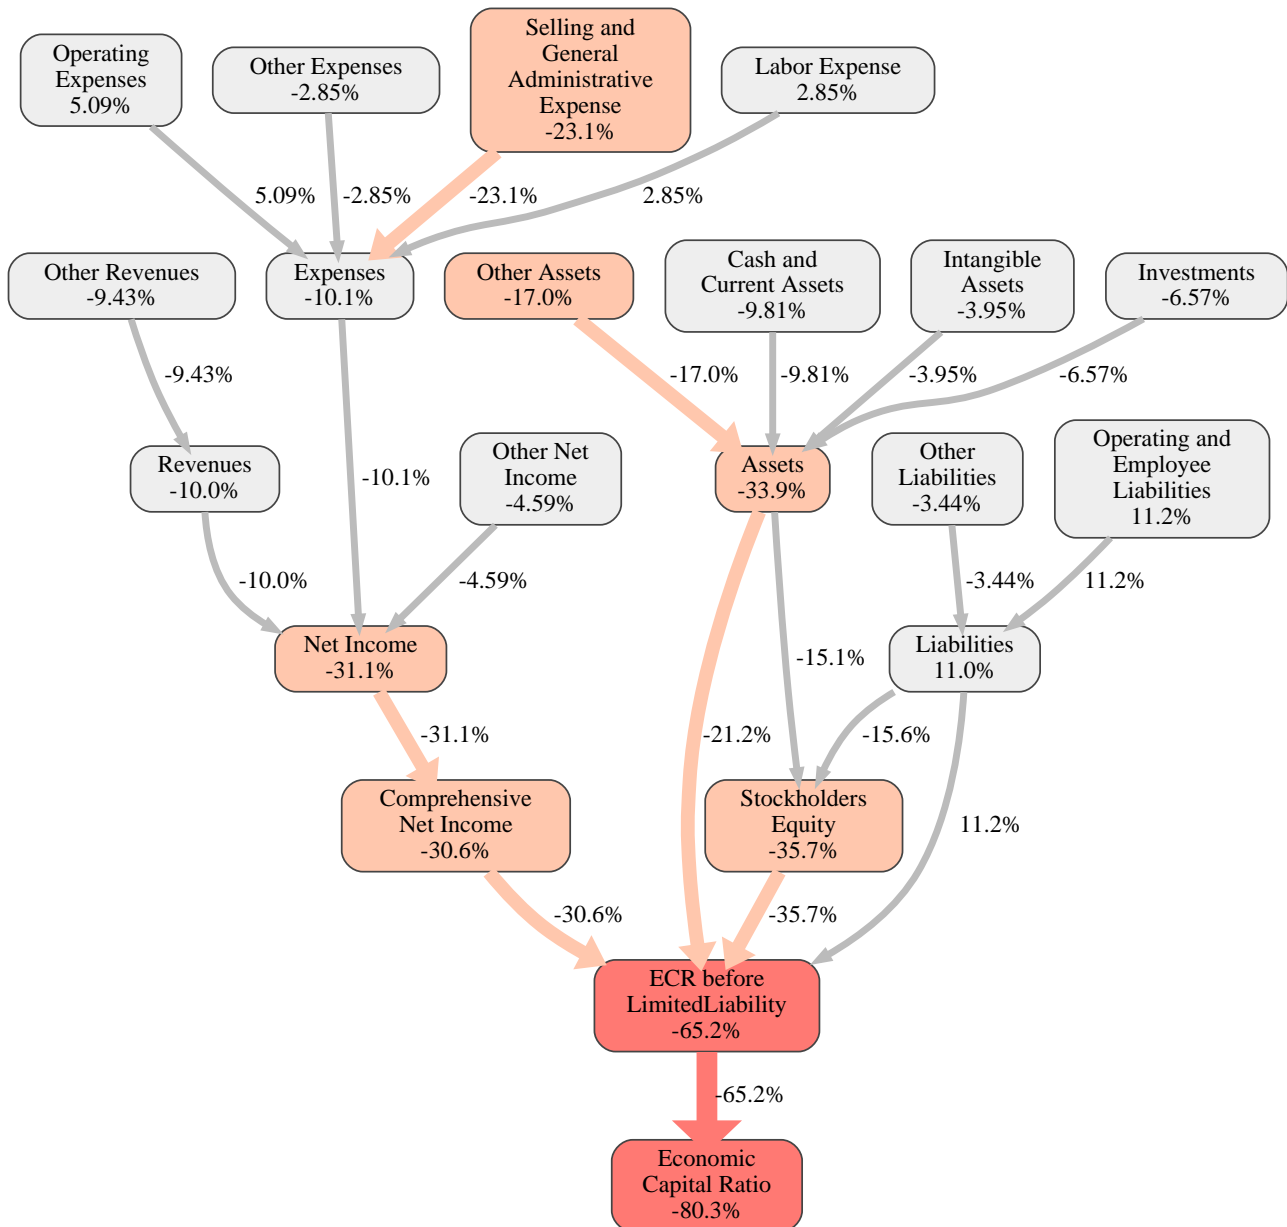 Operating
Expenses
5.09%
Other Expenses
-2.85%
Selling and
General
Administrative
Expense
-23.1%
Labor Expense
2.85%
5.09%
-2.85%
-23.1%
2.85%
Other Revenues
-9.43%
Expenses
-10.1%
Other Assets
-17.0%
Cash and
Current Assets
-9.81%
Intangible
Assets
-3.95%
Investments
-6.57%
-9.43%
-17.0%
-9.81%
-3.95%
-6.57%
Revenues
-10.0%
-10.1%
Other Net
Income
-4.59%
Assets
-33.9%
Other
Liabilities
-3.44%
Operating and
Employee
Liabilities
11.2%
-10.0%
-4.59%
-3.44%
11.2%
Net Income
-31.1%
-15.1%
Liabilities
11.0%
-31.1%
-21.2%
-15.6%
Comprehensive
Net Income
-30.6%
Stockholders
Equity
-35.7%
11.2%
-30.6%
-35.7%
ECR before
LimitedLiability
-65.2%
-65.2%
Economic
Capital Ratio
-80.3%